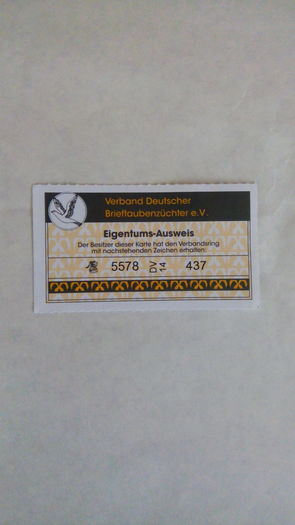 Verband Deutscher
Brieftaubenzüchter e.V.
Eigentums-Ausweis
Der Besitzer dieser Karte hat den Verbandsring
mit nachstehenden Zeichen erhalten:
5578 DV 14 437